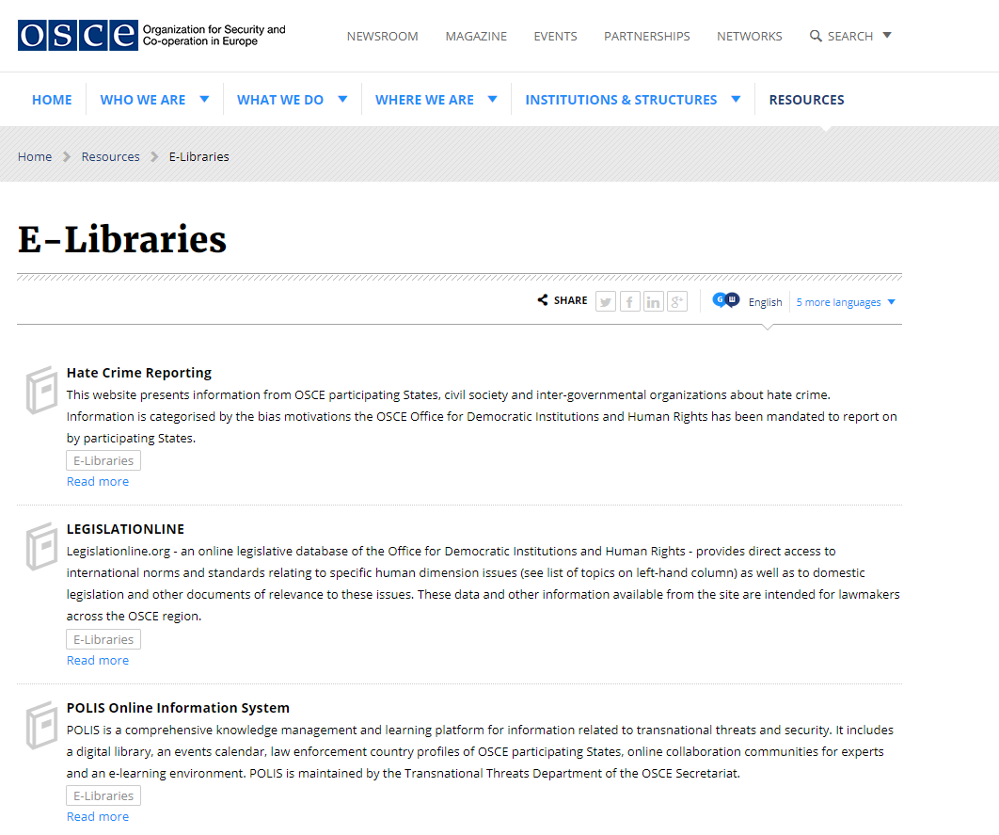 OSCE Organization for Security and
Co-operation in Europe
NEWSROOM MAGAZINE EVENTS PARTNERSHIPS NETWORKS SEARCH
HOME WHO WE ARE WHAT WE DO WHERE WE ARE INSTITUTIONS & STRUCTURES RESOURCES
Home Resources E-Libraries
E-Libraries
SHARE English 5 more languages
Hate Crime Reporting
This website presents information from OSCE participating States, civil society and inter-governmental organizations about hate crime.
Information is categorised by the bias motivations the OSCE Office for Democratic Institutions and Human Rights has been mandated to report on
by participating States.
E-Libraries
Read more
LEGISLATIONLINE
Legislationline.org - an online legislative database of the Office for Democratic Institutions and Human Rights - provides direct access to
international norms and standards relating to specific human dimension issues (see list of topics on left-hand column) as well as to domestic
legislation and other documents of relevance to these issues. These data and other information available from the site are intended for lawmakers
across the OSCE region.
E-Libraries
Read more
POLIS Online Information System
POLIS is a comprehensive knowledge management and learning platform for information related to transnational threats and security. It includes
a digital library, an events calendar, law enforcement country profiles of OSCE participating States, online collaboration communities for experts
and an e-learning environment. POLIS is maintained by the Transnational Threats Department of the OSCE Secretariat.
E-Libraries
Read more